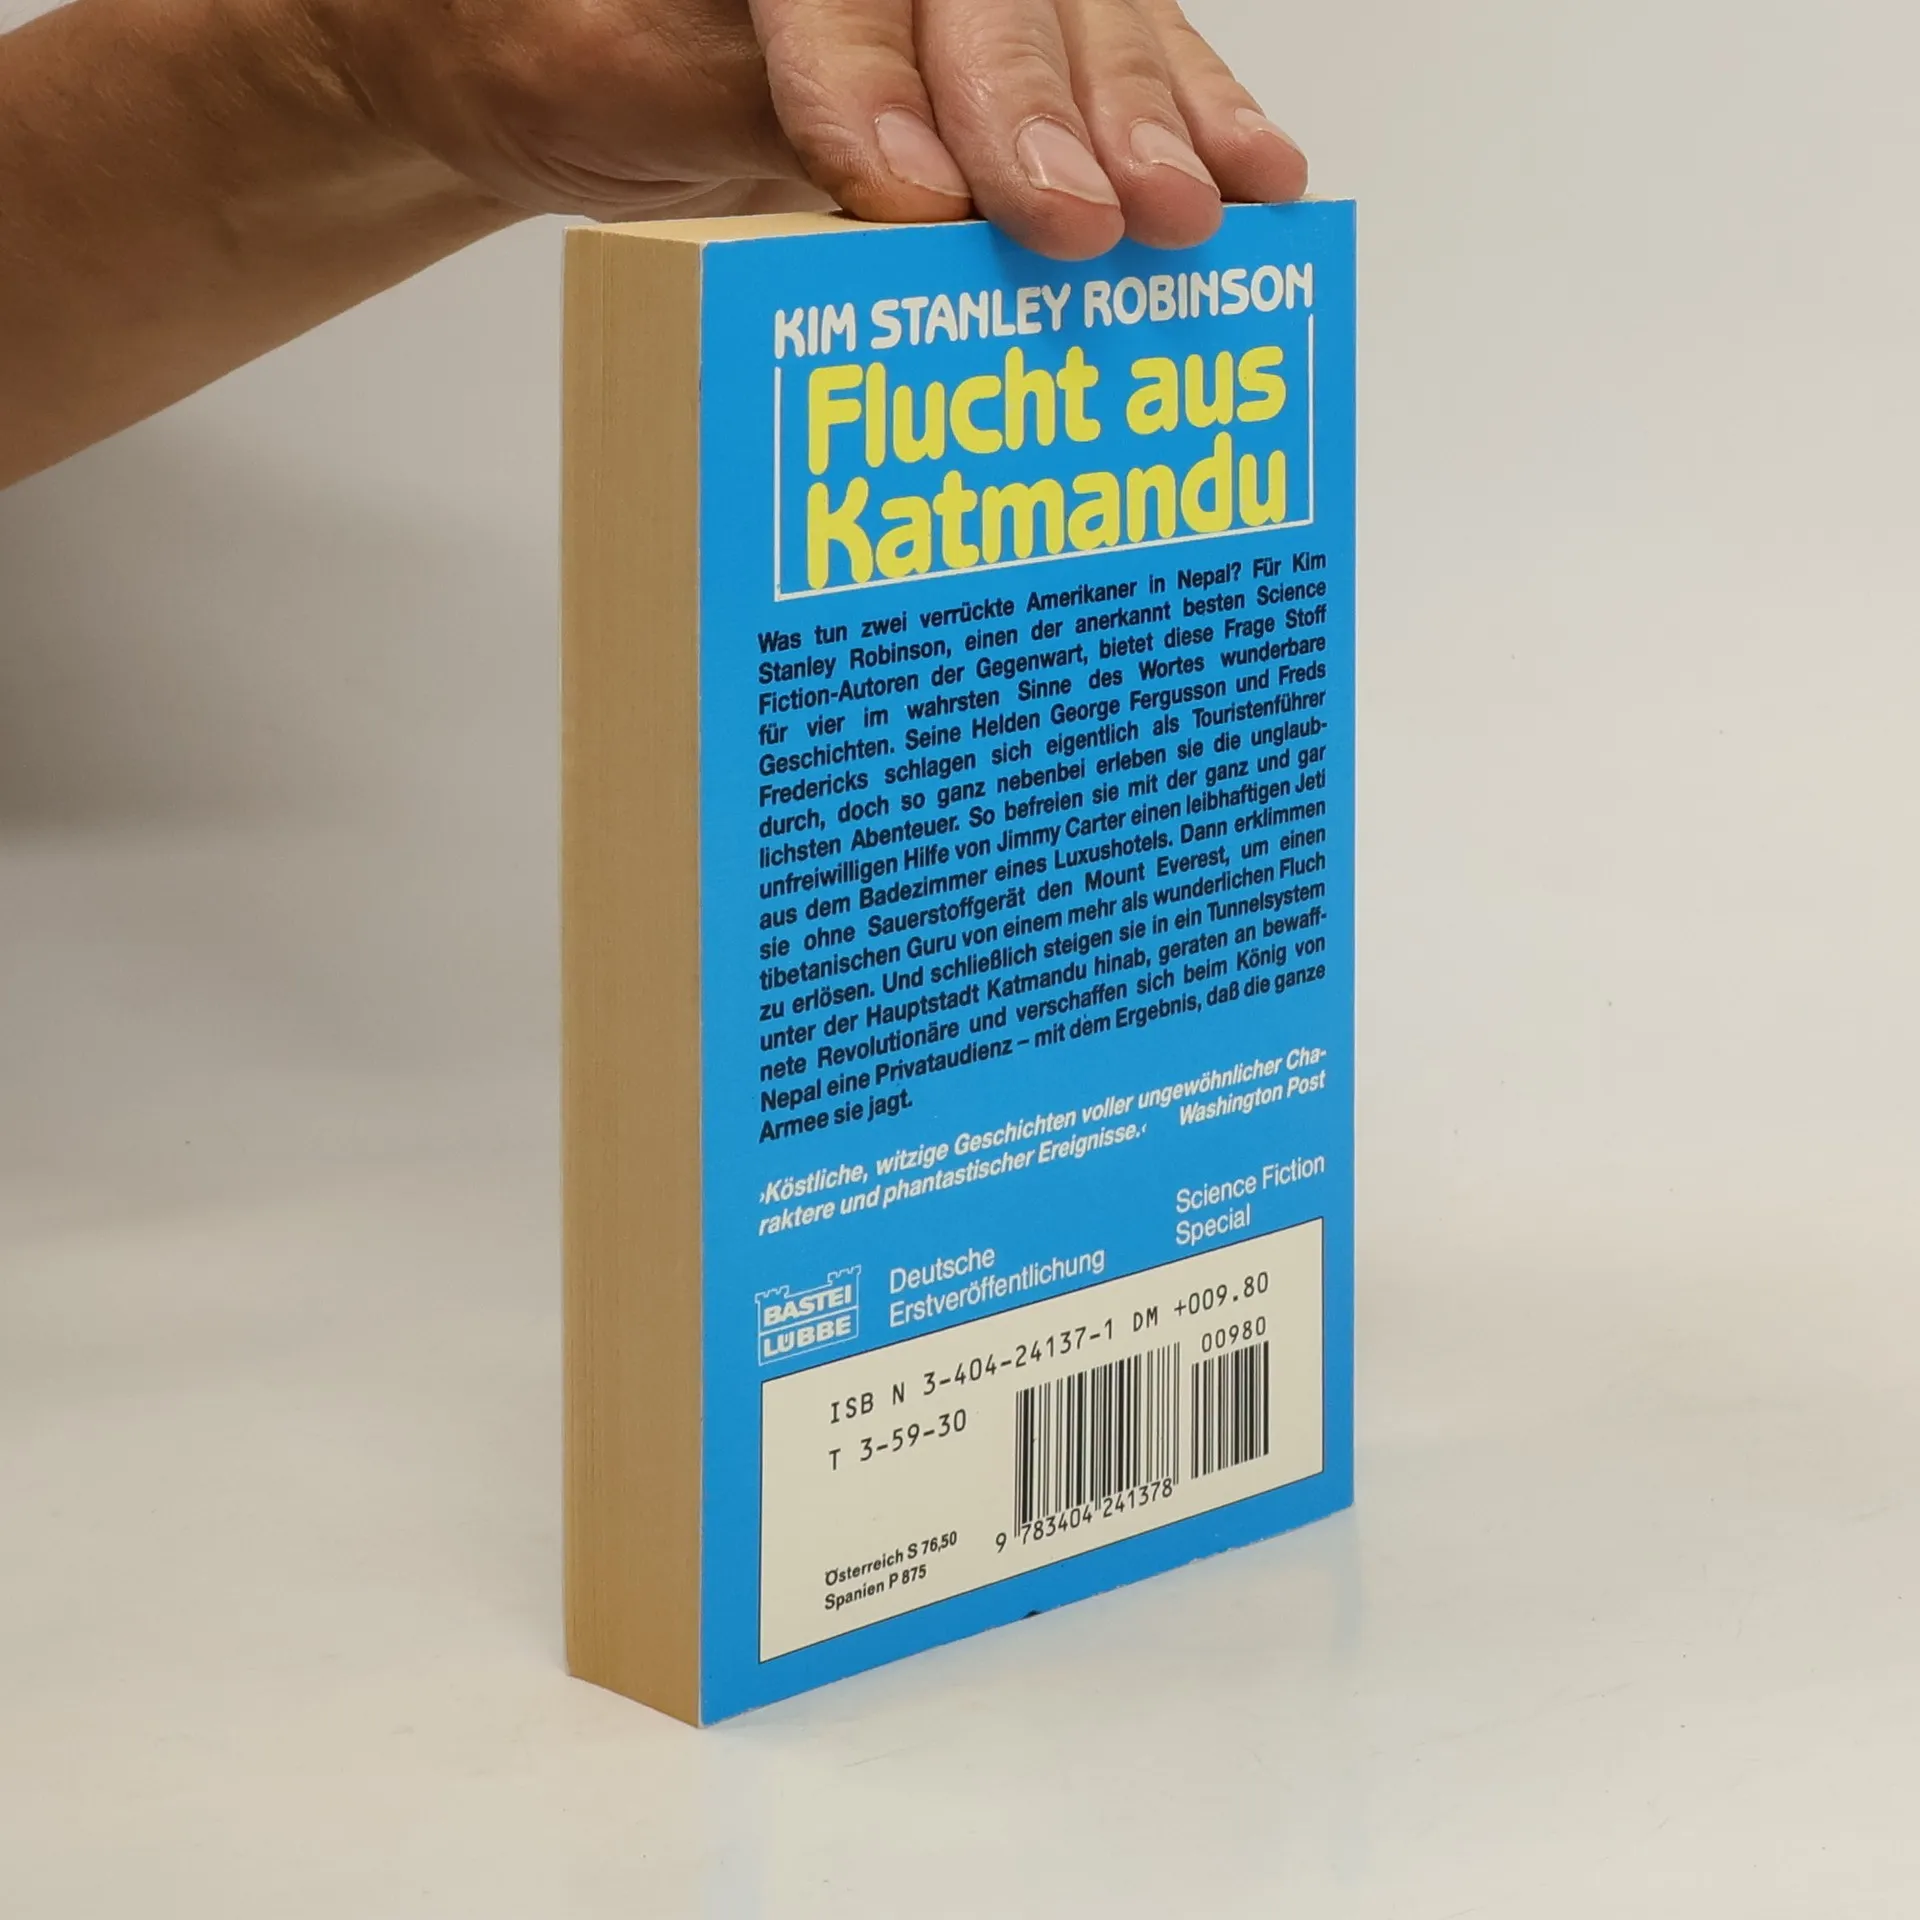 KIM STANLEY ROBINSON
Flucht aus
Katmandu
Was tun zwei verrückte Amerikaner in Nepal? Für Kim
Stanley Robinson, einen der anerkannt besten Science
Fiction-Autoren der Gegenwart, bietet diese Frage Stoff
für vier im wahrsten Sinne des Wortes wunderbare
Geschichten. Seine Helden George Fergusson und Freds
Fredericks schlagen sich eigentlich als Touristenführer
durch, doch so ganz nebenbei erleben sie die unglaub-
lichsten Abenteuer. So befreien sie mit der ganz und gar
unfreiwilligen Hilfe von Jimmy Carter einen leibhaftigen Jeti
aus dem Badezimmer eines Luxushotels. Dann erklimmen
sie ohne Sauerstoffgerät den Mount Everest, um einen
tibetanischen Guru von einem mehr als wunderlichen Fluch
zu erlösen. Und schließlich steigen sie in ein Tunnelsystem
unter der Hauptstadt Katmandu hinab, geraten an bewaff-
nete Revolutionäre und verschaffen sich beim König von
Nepal eine Privataudienz – mit dem Ergebnis, daß die ganze
Armee sie jagt.
›Köstliche, witzige Geschichten voller ungewöhnlicher Cha-
raktere und phantastischer Ereignisse.‹ Washington Post
Science Fiction
Special
Deutsche
Erstveröffentlichung
BASTEI
LÜBBE
ISBN 3-404-24137-1 DM +009.80
00980
T 3-59-30
9 783404 241378
Österreich S 76,50
Spanien P 875